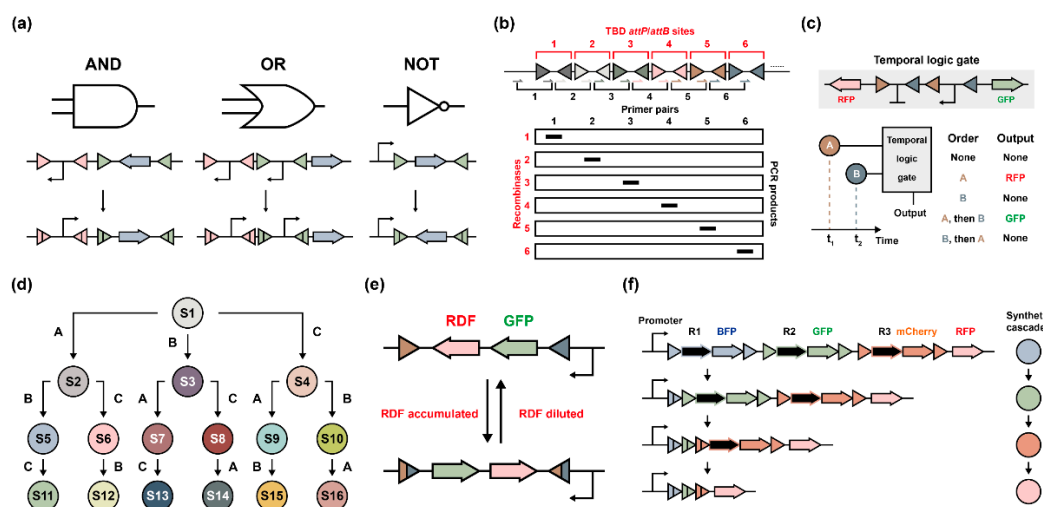 (a)
AND
OR
NOT
(b)
TBD attP/attB sites
1 2 3 4 5 6
1 2 3 4 5 6
Primer pairs
1 2 3 4 5 6
Recombinases
1
2
3
4
5
6
PCR products
(c)
Temporal logic gate
RFP
GFP
A
B
Temporal
logic
gate
Output
t1
t2
Time
Order Output
None None
A RFP
B None
A, then B GFP
B, then A None
(d)
S1
A B C
S2 S3 S4
B C A C A B
S5 S6 S7 S8 S9 S10
C B C A B A
S11 S12 S13 S14 S15 S16
(e)
RDF GFP
RDF accumulated
RDF diluted
(f)
Promoter
R1 BFP R2 GFP R3 mCherry RFP
Synthet
cascade